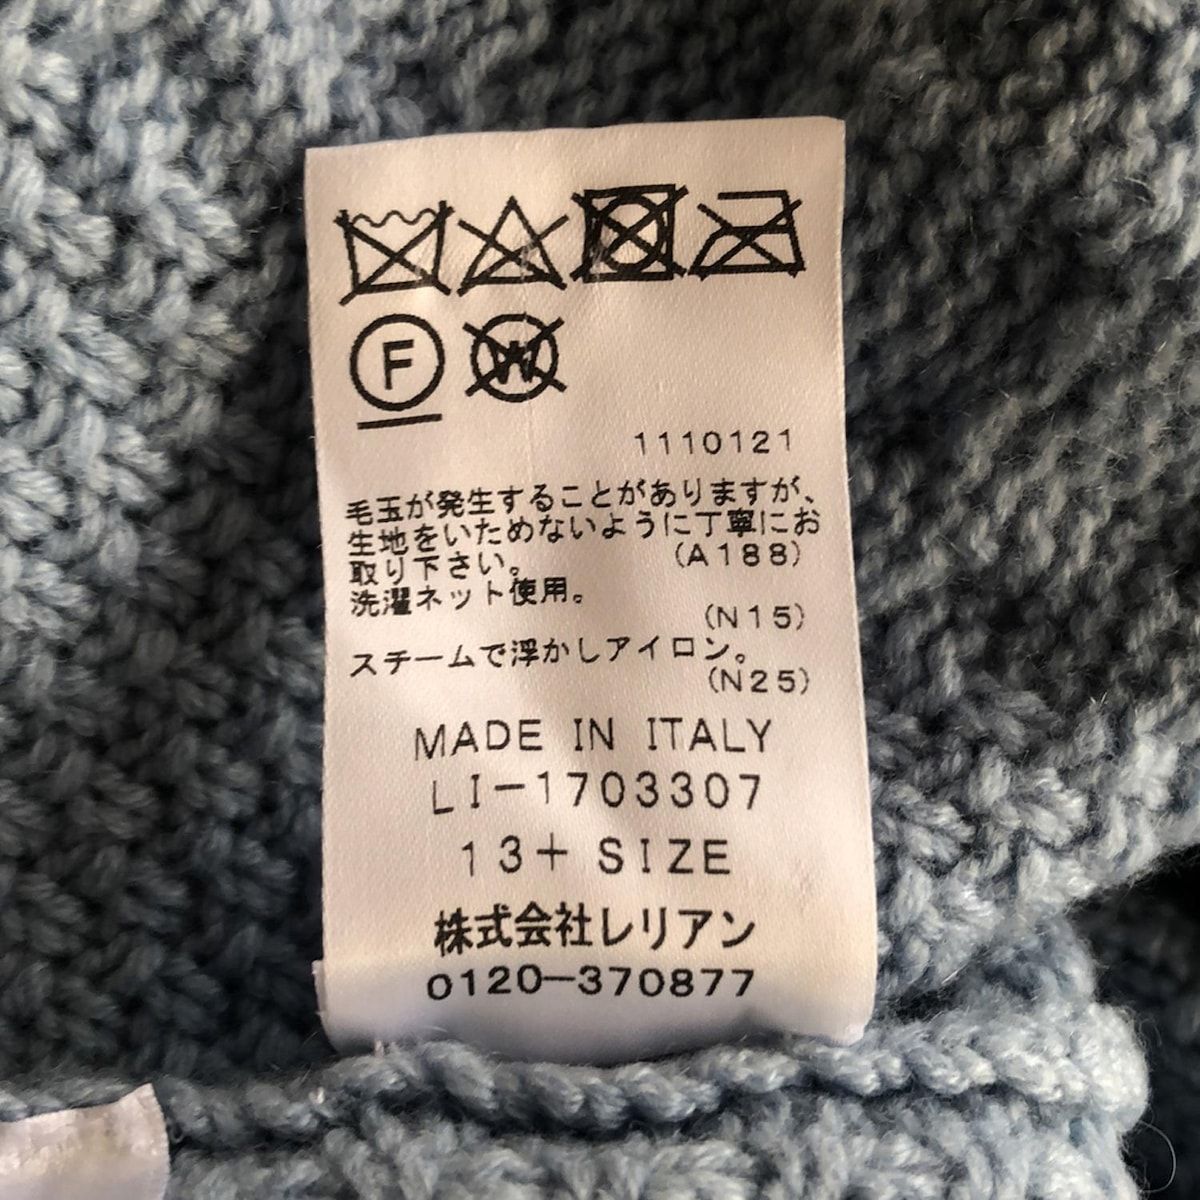 F W
1110121
毛玉が発生することがありますが、
生地をいためないように丁寧にお
取り下さい。 (A188)
洗濯ネット使用。
(N15)
スチームで浮かしアイロン。
(N25)
MADE IN ITALY
LI-1703307
13+ SIZE
株式会社レリアン
0120-370877